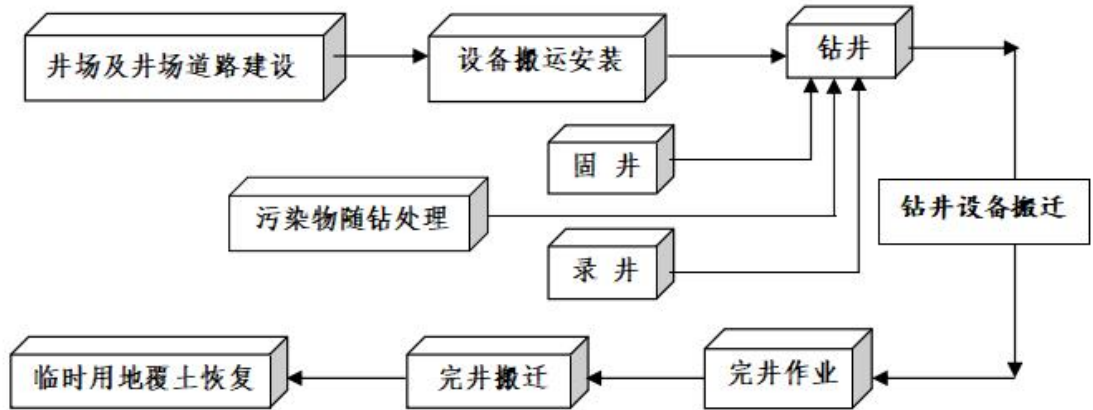 井场及井场道路建设
设备搬运安装
钻井
固 井
污染物随钻处理
录 井
钻井设备搬迁
完井作业
完井搬迁
临时用地覆土恢复